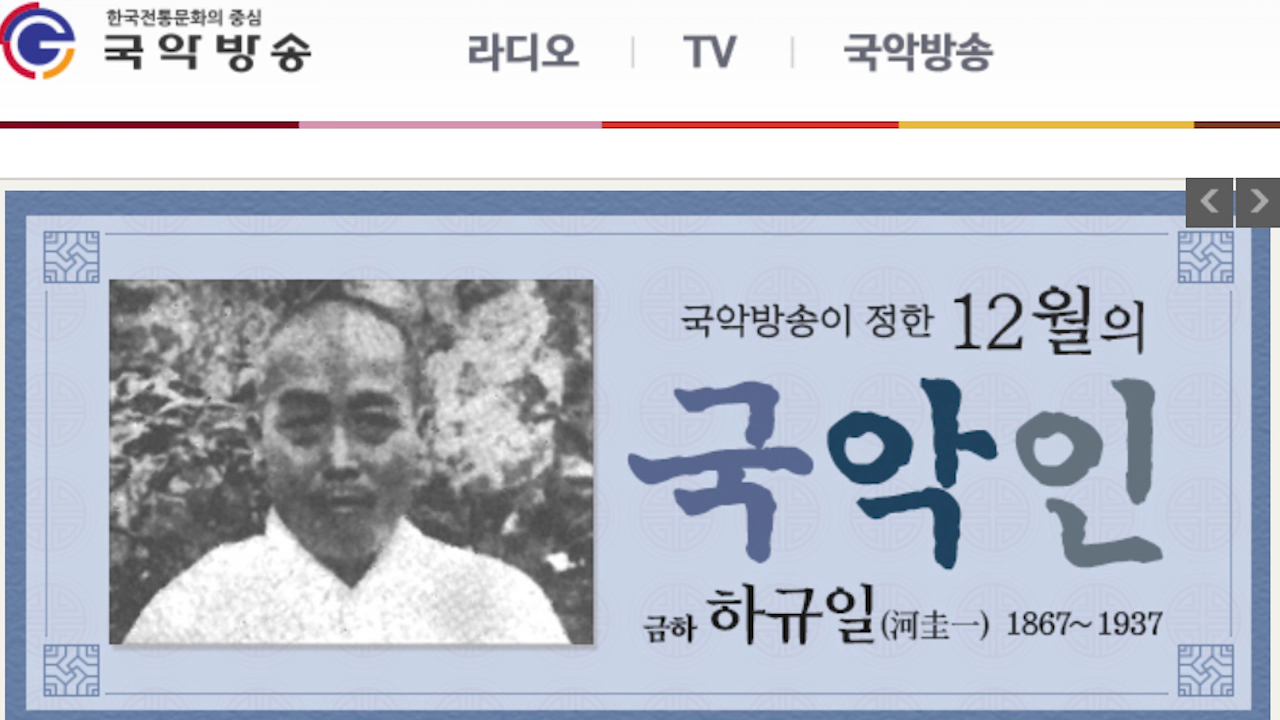 한국전통문화의 중심
국악방송
라디오 | TV | 국악방송
국악방송이 정한 12월의
국악인
금하 하규일(河圭一) 1867~1937